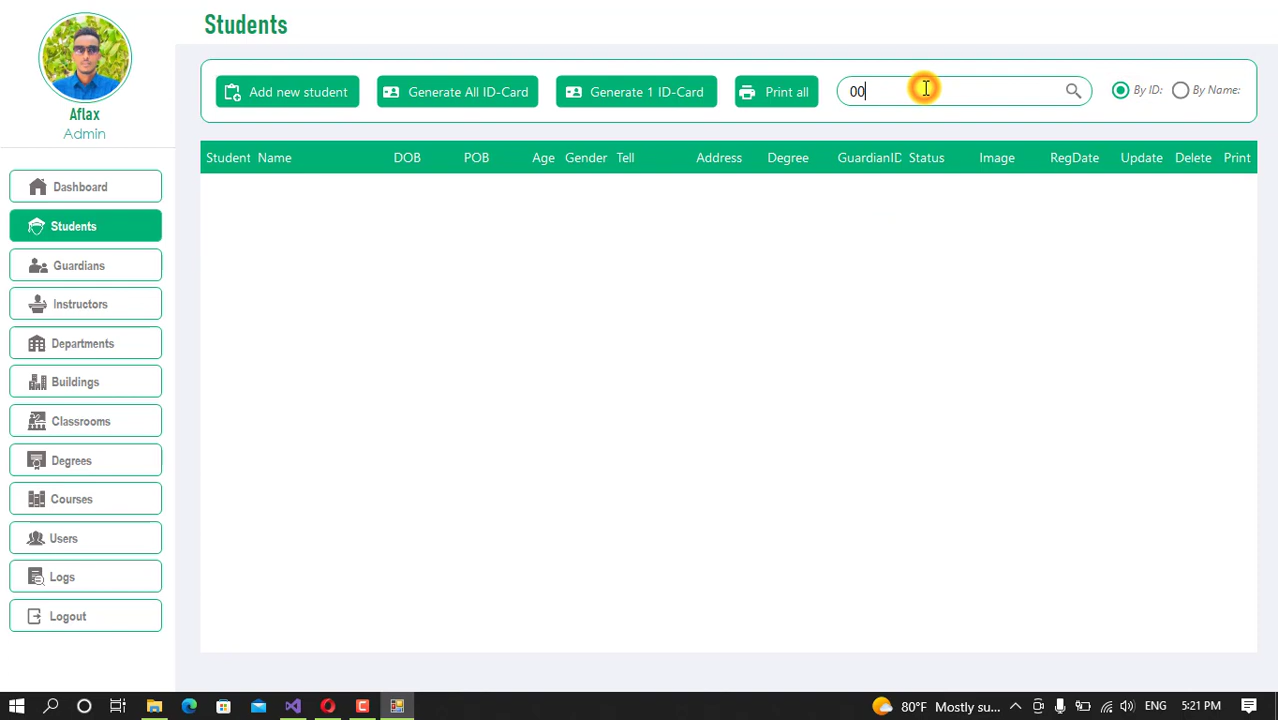 Students
Aflax
Admin
Add new student
Generate All ID-Card
Generate 1 ID-Card
Print all
00
By ID:
By Name:
Student Name DOB POB Age Gender Tell Address Degree GuardianID Status Image RegDate Update Delete Print
Dashboard
Students
Guardians
Instructors
Departments
Buildings
Classrooms
Degrees
Courses
Users
Logs
Logout
80°F Mostly su... ENG 5:21 PM